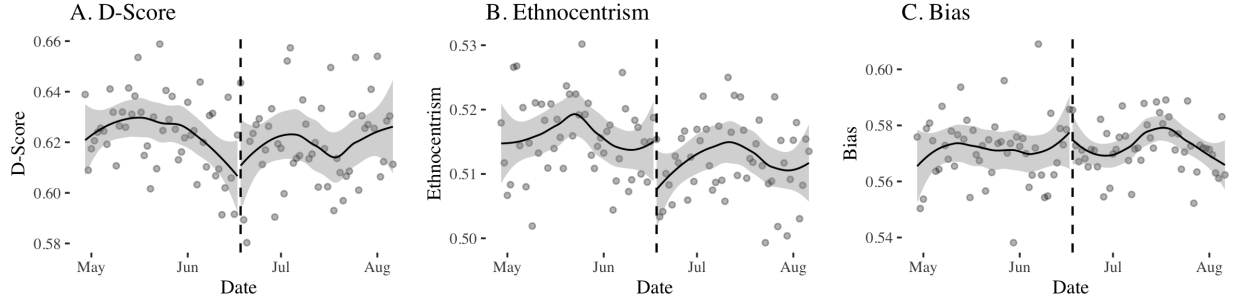 A. D-Score
D-Score
0.66
0.64
0.62
0.60
0.58
May Jun Jul Aug
Date
B. Ethnocentrism
Ethnocentrism
0.53
0.52
0.51
0.50
May Jun Jul Aug
Date
C. Bias
Bias
0.60
0.58
0.56
0.54
May Jun Jul Aug
Date